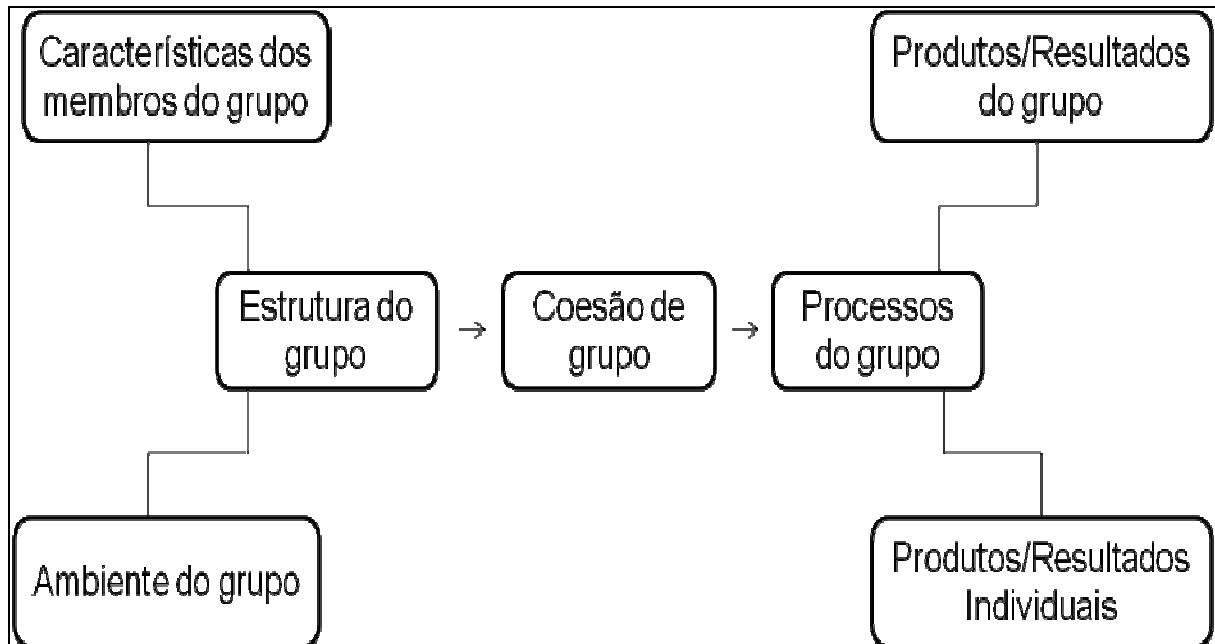 Características dos
membros do grupo
Produtos/Resultados
do grupo
Estrutura do
grupo
Coesão de
grupo
Processos
do grupo
Ambiente do grupo
Produtos/Resultados
Individuais